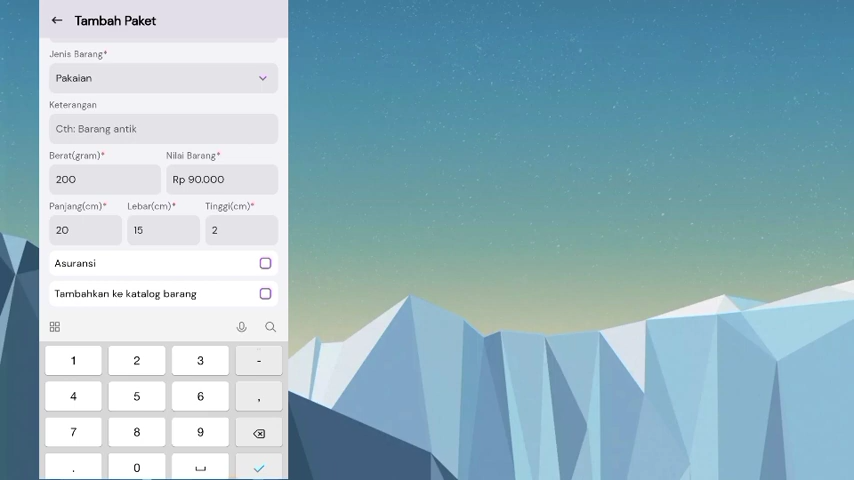 Tambah Paket
Jenis Barang*
Pakaian
Keterangan
Cth: Barang antik
Berat(gram)* Nilai Barang*
200 Rp 90.000
Panjang(cm)* Lebar(cm)* Tinggi(cm)*
20 15 2
Asuransi
Tambahkan ke katalog barang
1 2 3 -
4 5 6 ,
7 8 9
. 0